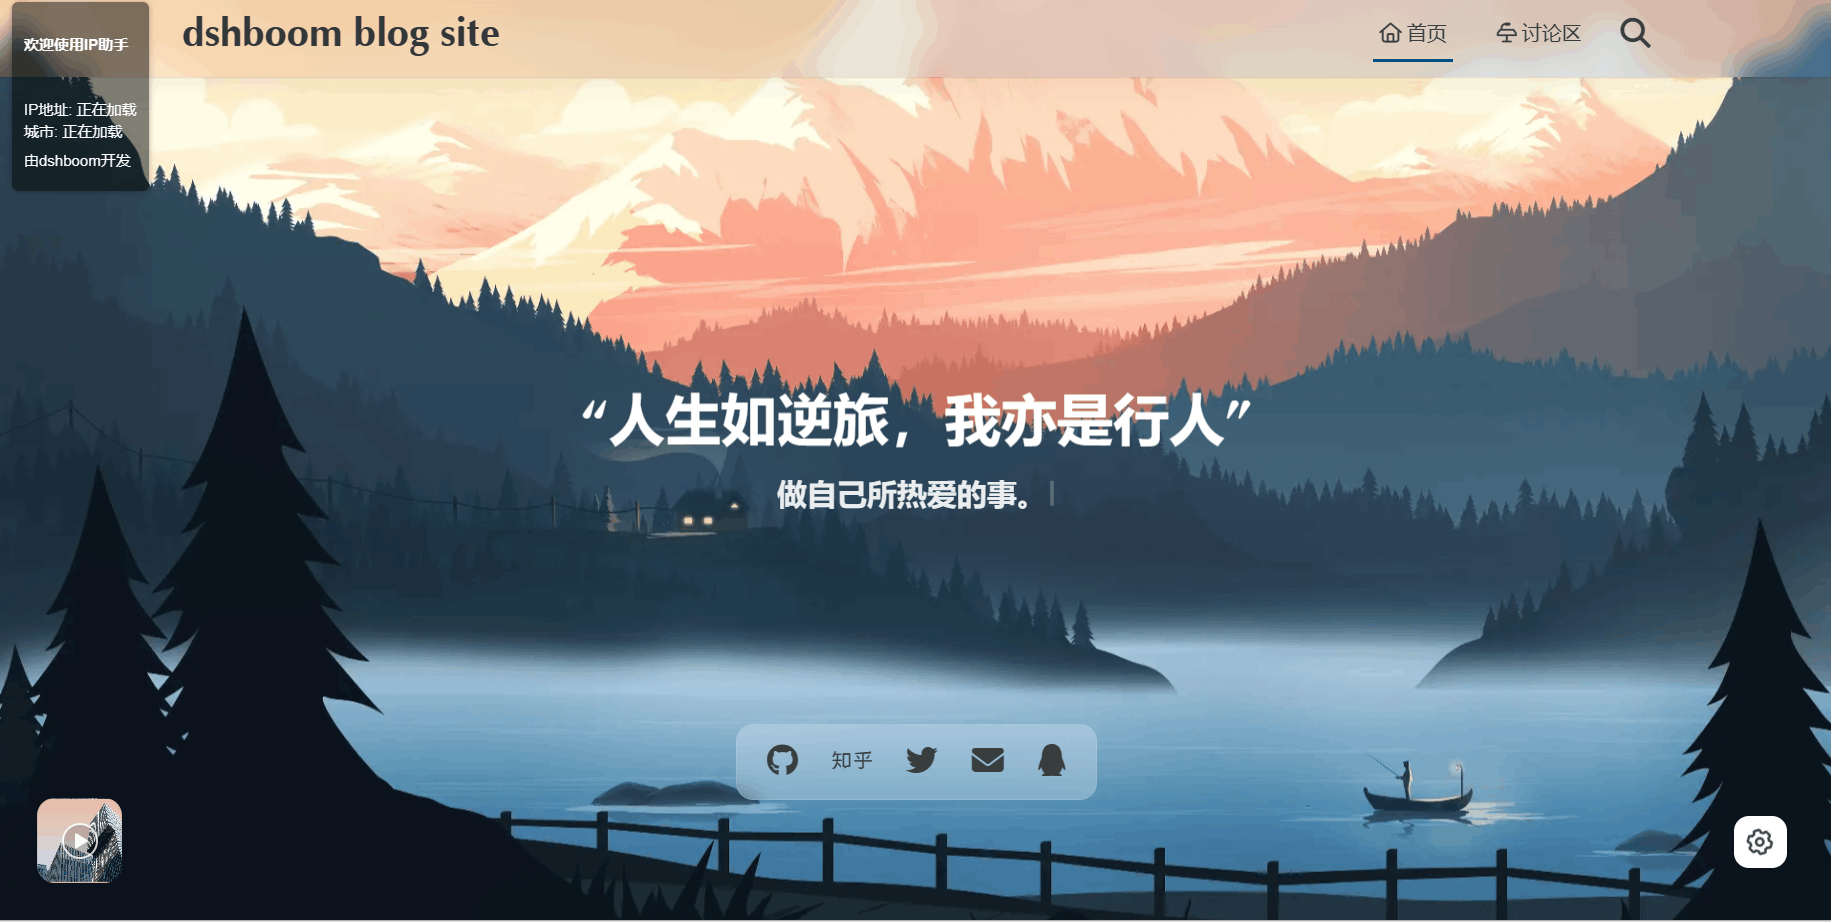 欢迎使用IP助手
IP地址: 正在加载
城市: 正在加载
由dshboom开发
dshboom blog site
首页
讨论区
“人生如逆旅，我亦是行人”
做自己所热爱的事。
知乎